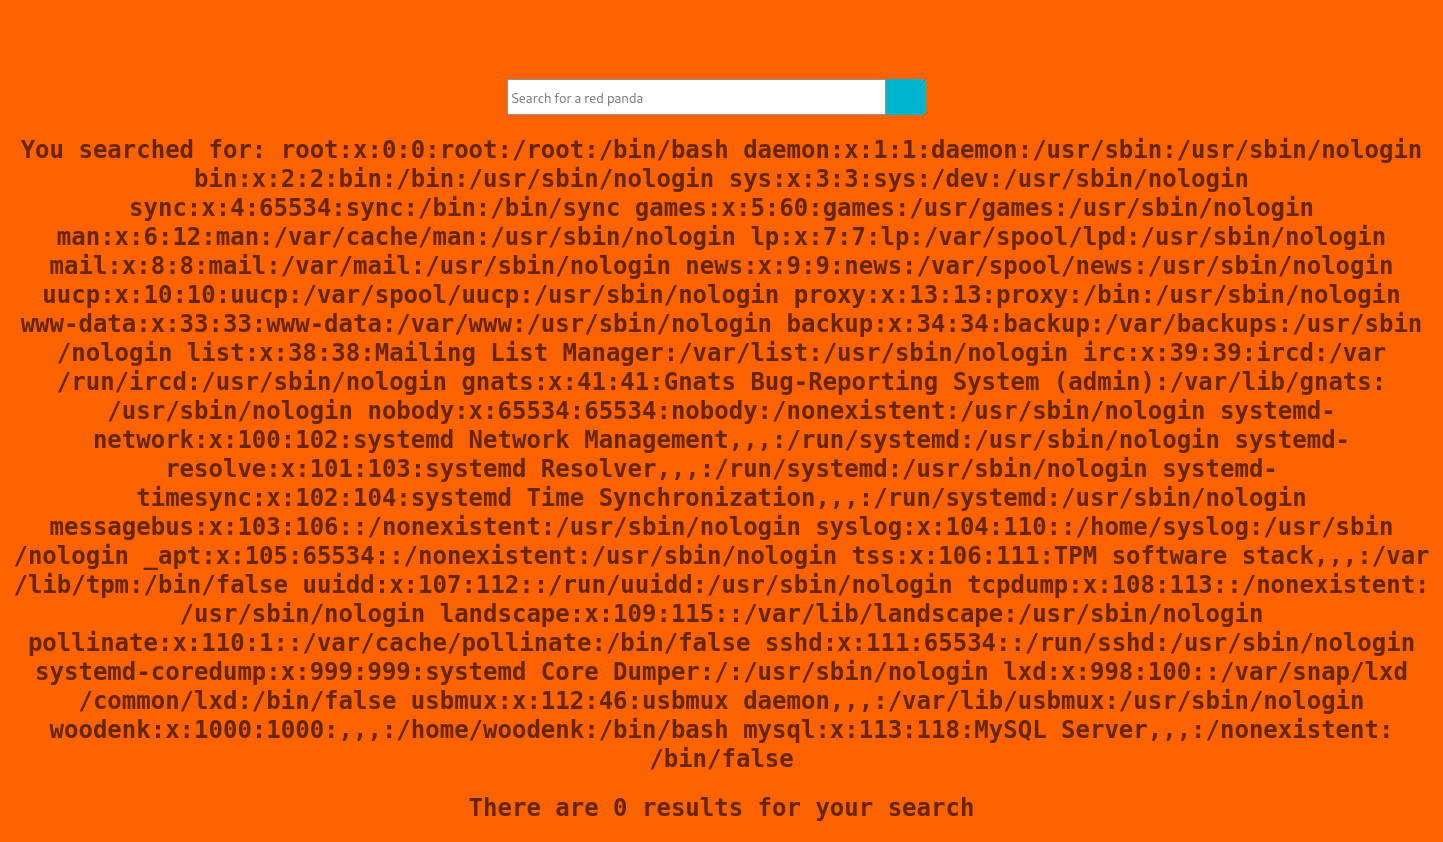 Search for a red panda
You searched for: root:x:0:0:root:/root:/bin/bash daemon:x:1:1:daemon:/usr/sbin:/usr/sbin/nologin
bin:x:2:2:bin:/bin:/usr/sbin/nologin sys:x:3:3:sys:/dev:/usr/sbin/nologin
sync:x:4:65534:sync:/bin:/bin/sync games:x:5:60:games:/usr/games:/usr/sbin/nologin
man:x:6:12:man:/var/cache/man:/usr/sbin/nologin lp:x:7:7:lp:/var/spool/lpd:/usr/sbin/nologin
mail:x:8:8:mail:/var/mail:/usr/sbin/nologin news:x:9:9:news:/var/spool/news:/usr/sbin/nologin
uucp:x:10:10:uucp:/var/spool/uucp:/usr/sbin/nologin proxy:x:13:13:proxy:/bin:/usr/sbin/nologin
www-data:x:33:33:www-data:/var/www:/usr/sbin/nologin backup:x:34:34:backup:/var/backups:/usr/sbin
/nologin list:x:38:38:Mailing List Manager:/var/list:/usr/sbin/nologin irc:x:39:39:ircd:/var
/run/ircd:/usr/sbin/nologin gnats:x:41:41:Gnats Bug-Reporting System (admin):/var/lib/gnats:
/usr/sbin/nologin nobody:x:65534:65534:nobody:/nonexistent:/usr/sbin/nologin systemd-
network:x:100:102:systemd Network Management,,,:/run/systemd:/usr/sbin/nologin systemd-
resolve:x:101:103:systemd Resolver,,,:/run/systemd:/usr/sbin/nologin systemd-
timesync:x:102:104:systemd Time Synchronization,,,:/run/systemd:/usr/sbin/nologin
messagebus:x:103:106::/nonexistent:/usr/sbin/nologin syslog:x:104:110::/home/syslog:/usr/sbin
/nologin _apt:x:105:65534::/nonexistent:/usr/sbin/nologin tss:x:106:111:TPM software stack,,,:/var
/lib/tpm:/bin/false uuidd:x:107:112::/run/uuidd:/usr/sbin/nologin tcpdump:x:108:113::/nonexistent:
/usr/sbin/nologin landscape:x:109:115::/var/lib/landscape:/usr/sbin/nologin
pollinate:x:110:1::/var/cache/pollinate:/bin/false sshd:x:111:65534::/run/sshd:/usr/sbin/nologin
systemd-coredump:x:999:999:systemd Core Dumper:/:/usr/sbin/nologin lxd:x:998:100::/var/snap/lxd
/common/lxd:/bin/false usbmux:x:112:46:usbmux daemon,,,:/var/lib/usbmux:/usr/sbin/nologin
woodenk:x:1000:1000:,,,:/home/woodenk:/bin/bash mysql:x:113:118:MySQL Server,,,:/nonexistent:
/bin/false
There are 0 results for your search